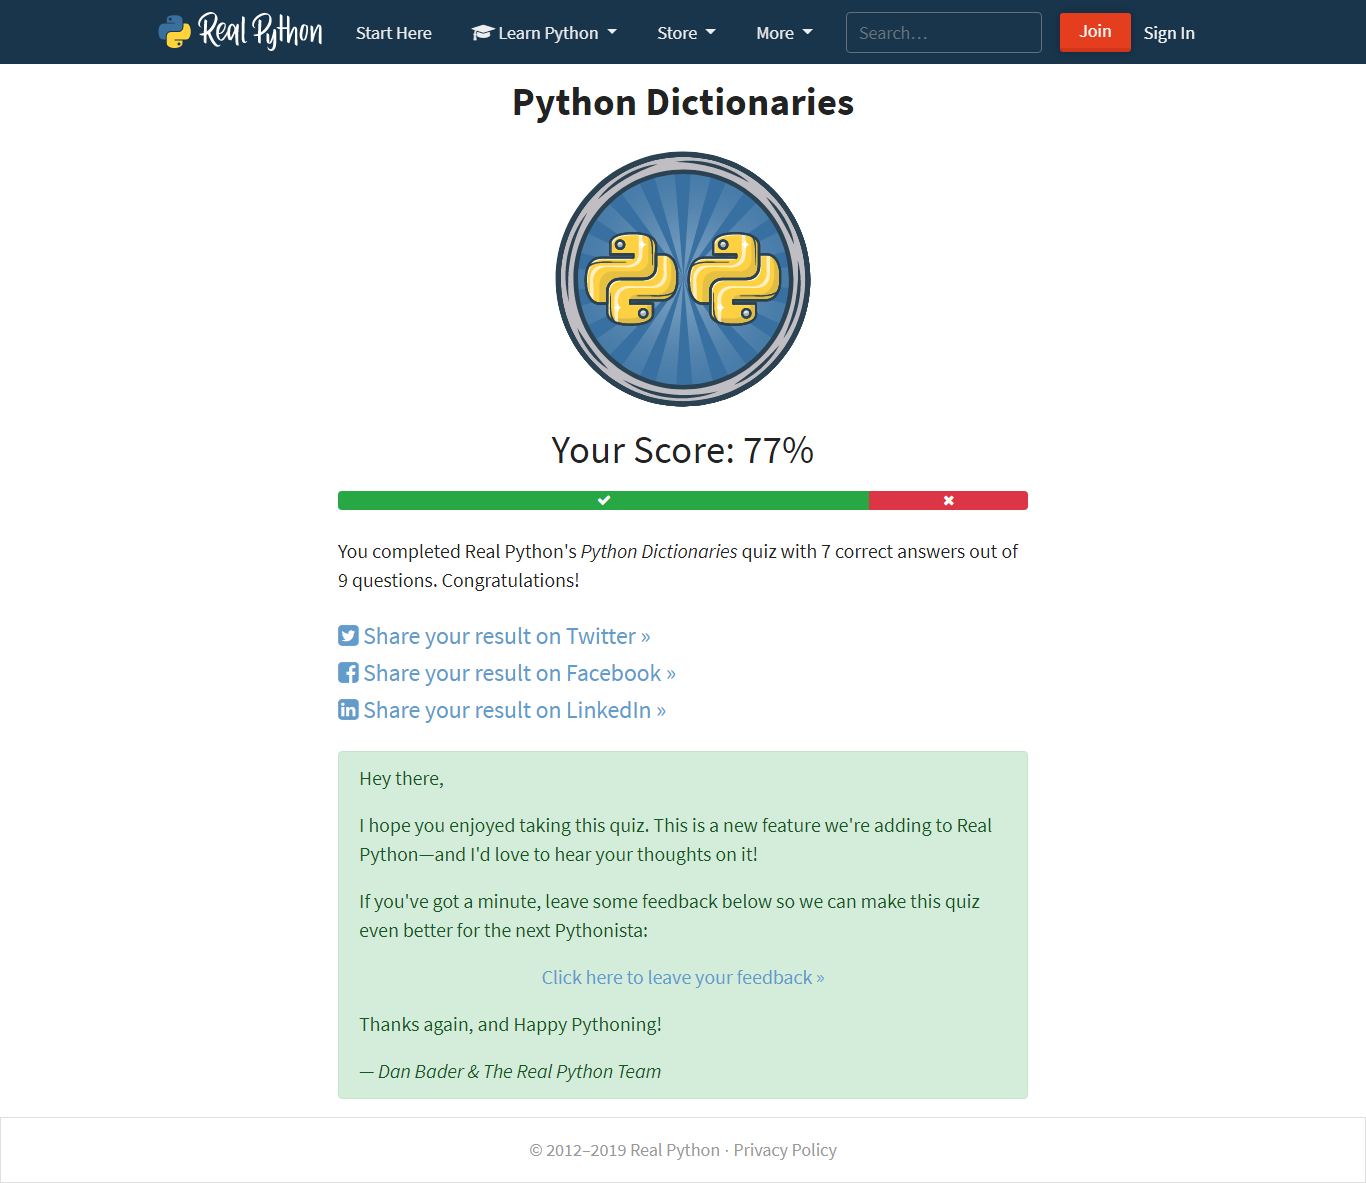 Real Python Start Here Learn Python Store More Search... Join Sign In
Python Dictionaries
Your Score: 77%
You completed Real Python's Python Dictionaries quiz with 7 correct answers out of
9 questions. Congratulations!
Share your result on Twitter »
Share your result on Facebook »
in Share your result on LinkedIn »
Hey there,
I hope you enjoyed taking this quiz. This is a new feature we're adding to Real
Python—and I'd love to hear your thoughts on it!
If you've got a minute, leave some feedback below so we can make this quiz
even better for the next Pythonista:
Click here to leave your feedback »
Thanks again, and Happy Pythoning!
— Dan Bader & The Real Python Team
© 2012–2019 Real Python · Privacy Policy